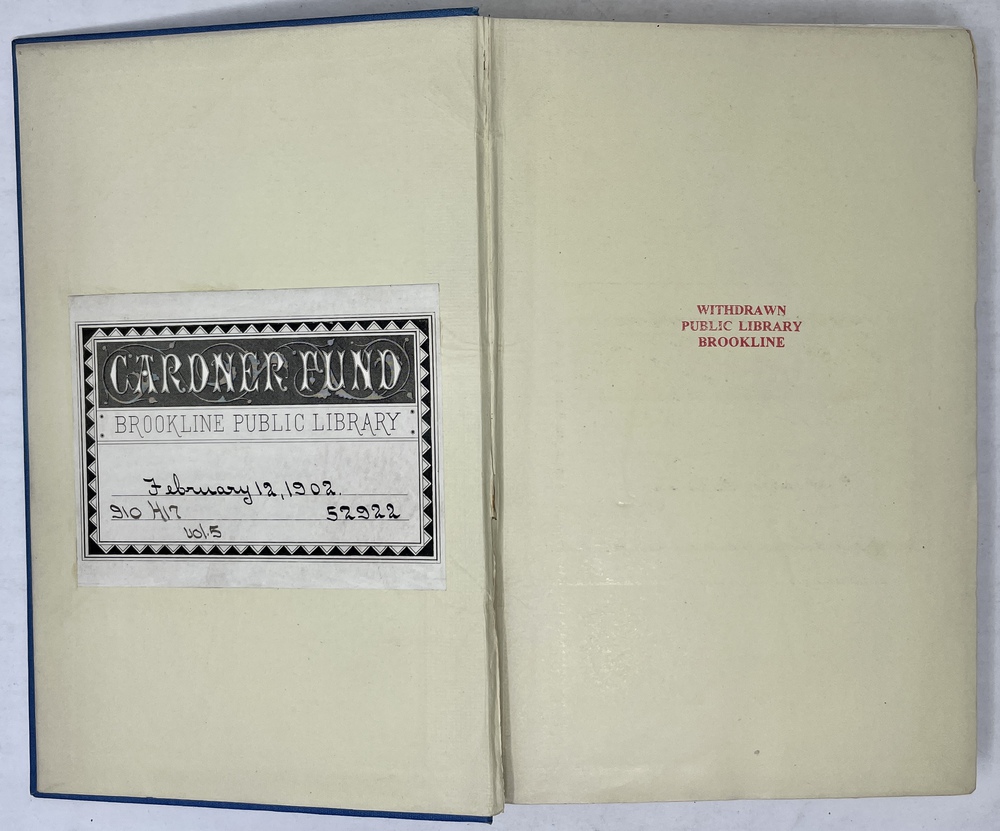 GARDNER FUND
BROOKLINE PUBLIC LIBRARY
February 12, 1902.
910 H17 52922
vol. 5
WITHDRAWN
PUBLIC LIBRARY
BROOKLINE